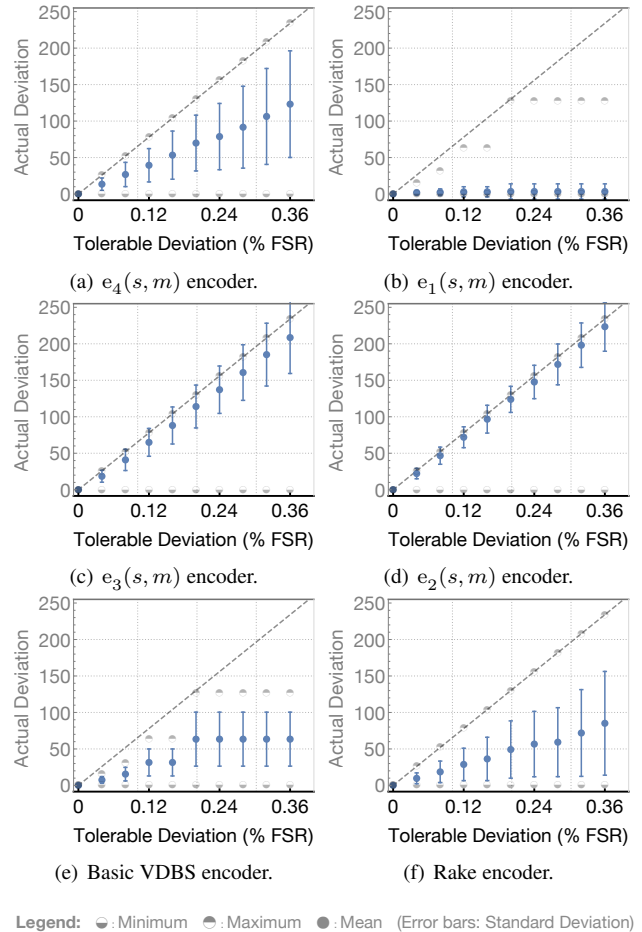 250
200
150
100
50
0
Actual Deviation
0 0.12 0.24 0.36
Tolerable Deviation (% FSR)
(a) e4(s, m) encoder.
250
200
150
100
50
0
Actual Deviation
0 0.12 0.24 0.36
Tolerable Deviation (% FSR)
(b) e1(s, m) encoder.
250
200
150
100
50
0
Actual Deviation
0 0.12 0.24 0.36
Tolerable Deviation (% FSR)
(c) e3(s, m) encoder.
250
200
150
100
50
0
Actual Deviation
0 0.12 0.24 0.36
Tolerable Deviation (% FSR)
(d) e2(s, m) encoder.
250
200
150
100
50
0
Actual Deviation
0 0.12 0.24 0.36
Tolerable Deviation (% FSR)
(e) Basic VDBS encoder.
250
200
150
100
50
0
Actual Deviation
0 0.12 0.24 0.36
Tolerable Deviation (% FSR)
(f) Rake encoder.
Legend: : Minimum : Maximum : Mean (Error bars: Standard Deviation)